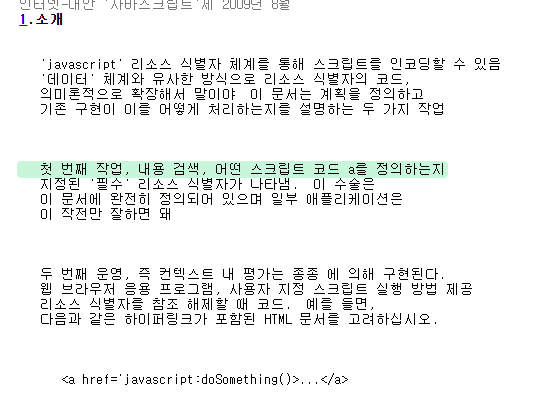 인터넷-대안 '자바스크립트'제 2009년 8월
1.소개
'javascript' 리소스 식별자 체계를 통해 스크립트를 인코딩할 수 있음
'데이터' 체계와 유사한 방식으로 리소스 식별자의 코드,
의미론적으로 확장해서 말이야 이 문서는 계획을 정의하고
기존 구현이 이를 어떻게 처리하는지를 설명하는 두 가지 작업
첫 번째 작업, 내용 검색, 어떤 스크립트 코드 a를 정의하는지
지정된 '필수' 리소스 식별자가 나타냄. 이 수술은
이 문서에 완전히 정의되어 있으며 일부 애플리케이션은
이 작전만 잘하면 돼
두 번째 운영, 즉 컨텍스트 내 평가는 종종 에 의해 구현된다.
웹 브라우저 응용 프로그램, 사용자 지정 스크립트 실행 방법 제공
리소스 식별자를 참조 해제할 때 코드. 예를 들면,
다음과 같은 하이퍼링크가 포함된 HTML 문서를 고려하십시오.
<a href='javascript:doSomething()>...</a>